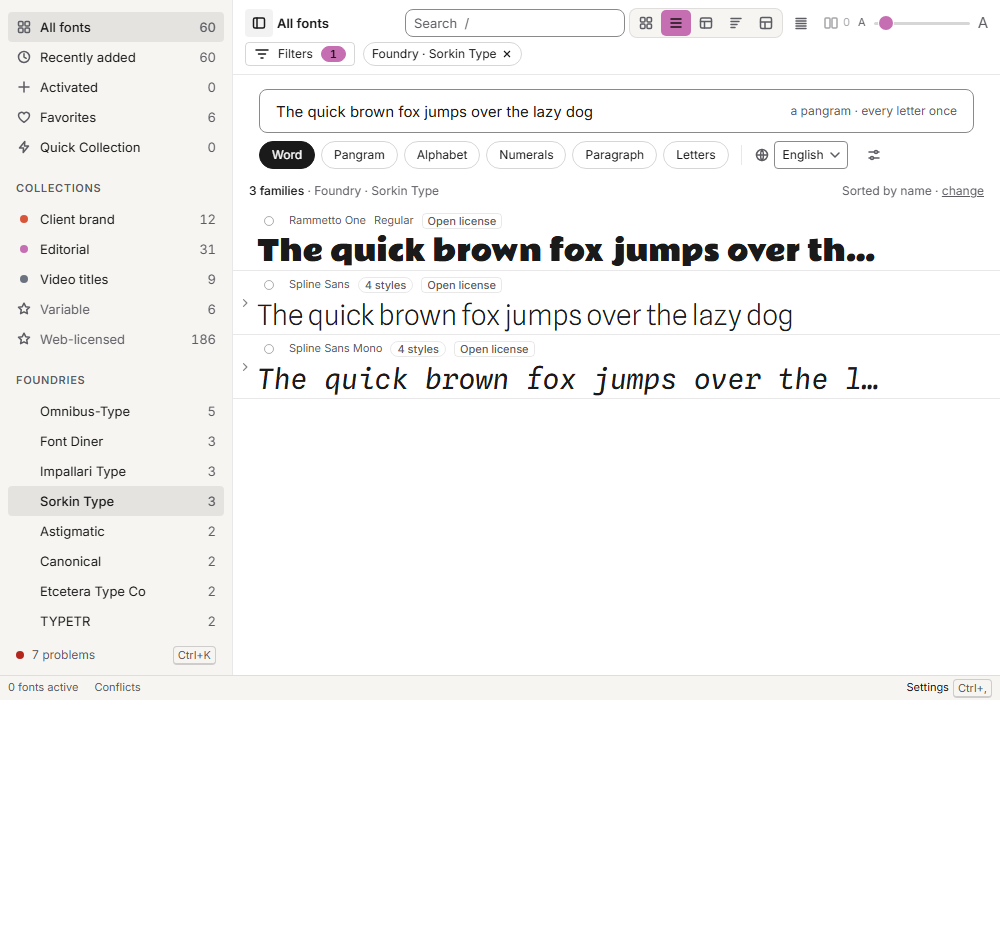 All fonts 60
Recently added 60
Activated 0
Favorites 6
Quick Collection 0
COLLECTIONS
Client brand 12
Editorial 31
Video titles 9
Variable 6
Web-licensed 186
FOUNDRIES
Omnibus-Type 5
Font Diner 3
Impallari Type 3
Sorkin Type 3
Astigmatic 2
Canonical 2
Etcetera Type Co 2
TYPETR 2
7 problems Ctrl+K
All fonts Search / 0 A A
Filters 1 Foundry · Sorkin Type ×
The quick brown fox jumps over the lazy dog a pangram · every letter once
Word Pangram Alphabet Numerals Paragraph Letters English
3 families · Foundry · Sorkin Type Sorted by name · change
Rammetto One Regular Open license
The quick brown fox jumps over th…
Spline Sans 4 styles Open license
The quick brown fox jumps over the lazy dog
Spline Sans Mono 4 styles Open license
The quick brown fox jumps over the l…
0 fonts active Conflicts Settings Ctrl+,